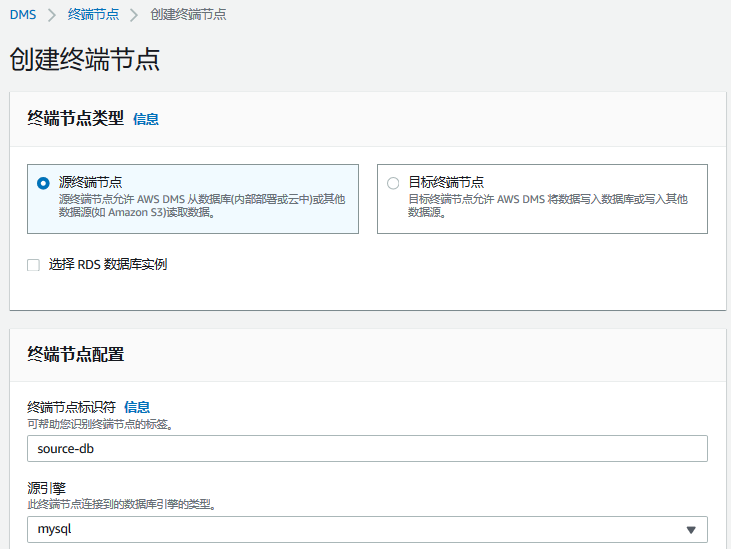 DMS > 终端节点 > 创建终端节点
创建终端节点
终端节点类型 信息
源终端节点
源终端节点允许 AWS DMS 从数据库(内部部署或云中)或其他
数据源(如 Amazon S3)读取数据。
目标终端节点
目标终端节点允许 AWS DMS 将数据写入数据库或写入其他
数据源。
选择 RDS 数据库实例
终端节点配置
终端节点标识符 信息
可帮助您识别终端节点的标签。
source-db
源引擎
此终端节点连接到的数据库引擎的类型。
mysql